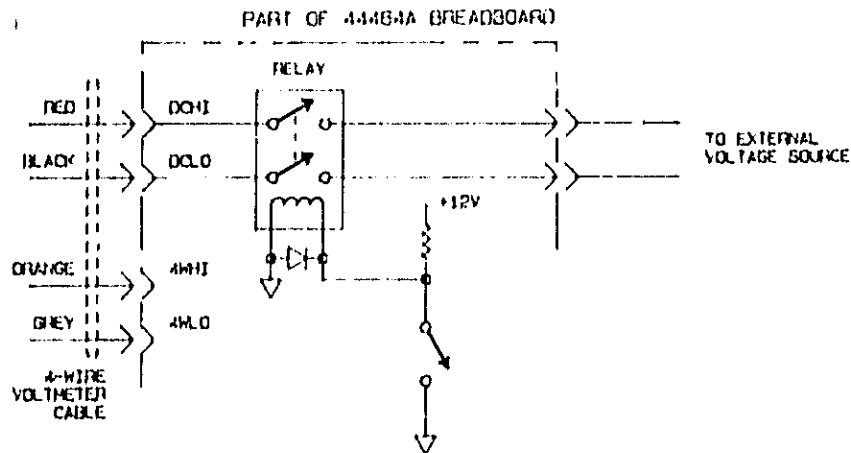 PART OF 44464A BREADBOARD
RELAY
RED
DCHI
BLACK
DCLO
TO EXTERNAL
VOLTAGE SOURCE
+12V
ORANGE
4WHI
GREY
4WLO
4-WIRE
VOLTMETER
CABLE